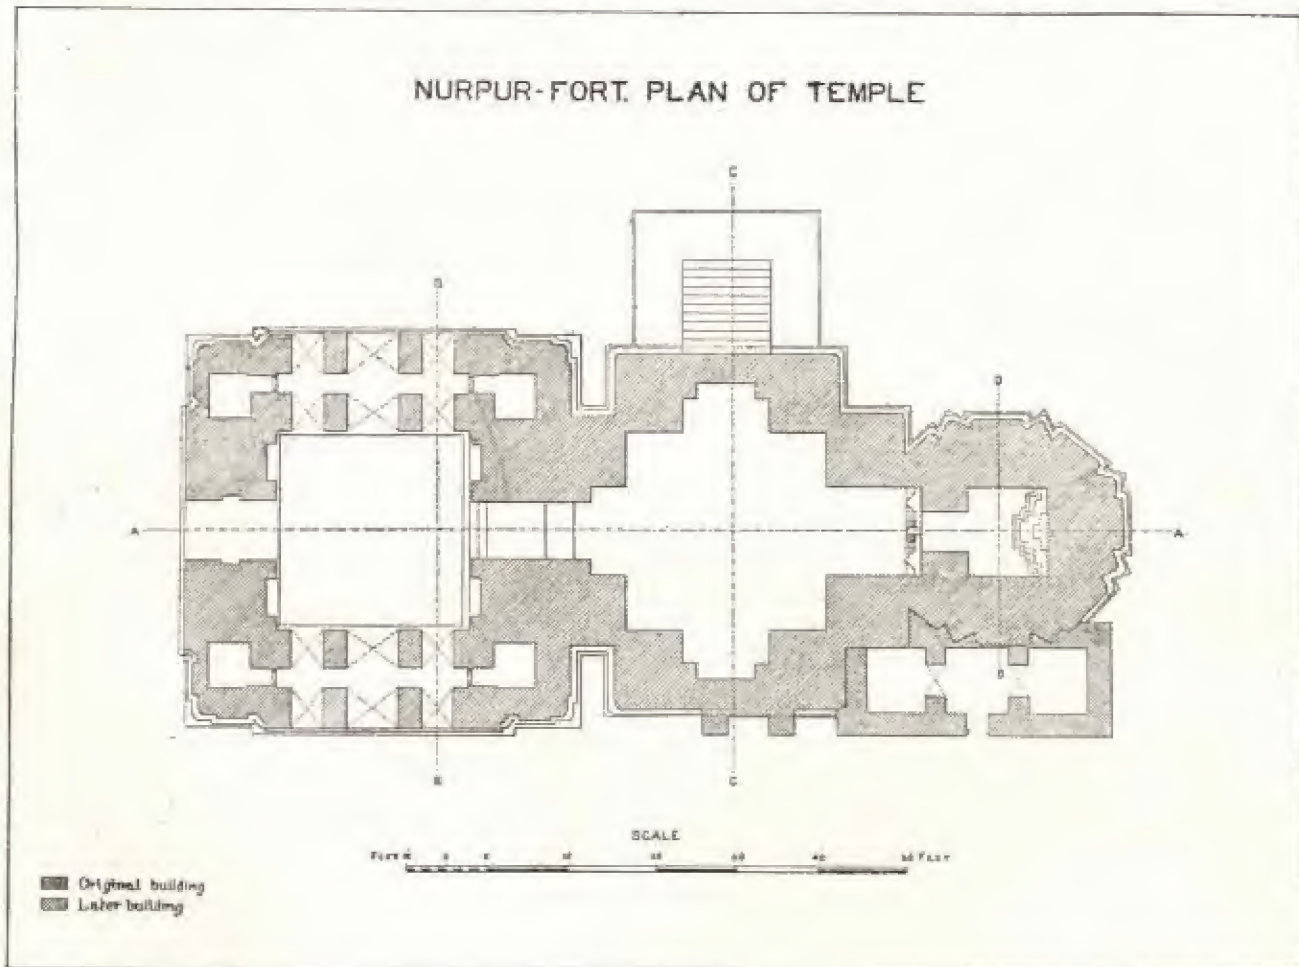 NURPUR-FORT. PLAN OF TEMPLE
C
B
D
A
A
D
B
C
SCALE
FEET
10
20
30
40
50 FEET
Original building
Later building